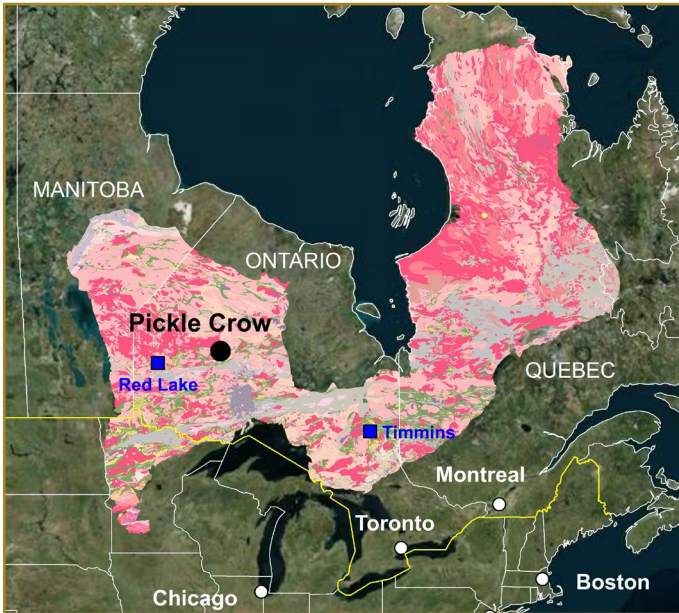 MANITOBA
ONTARIO
Pickle Crow
Red Lake
QUEBEC
Timmins
Montreal
Toronto
Boston
Chicago